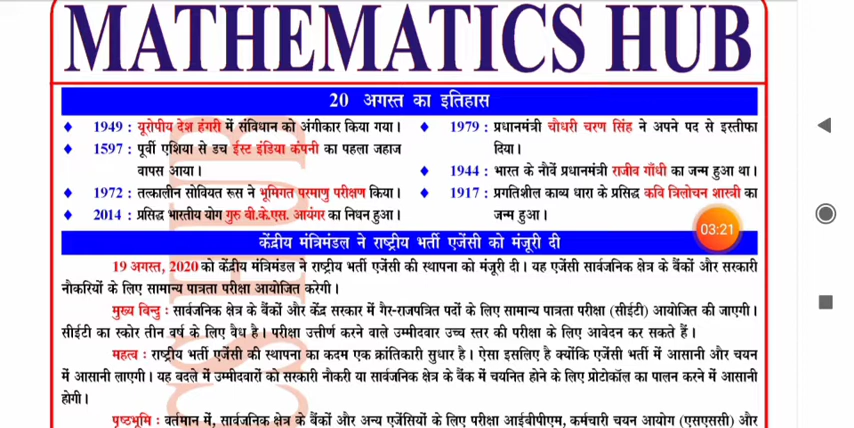 MATHEMATICS HUB
20 अगस्त का इतिहास
♦ 1949 : यूरोपीय देश हंगरी में संविधान को अंगीकार किया गया।
♦ 1597 : पूर्वी एशिया से डच ईस्ट इंडिया कंपनी का पहला जहाज
वापस आया।
♦ 1972 : तत्कालीन सोवियत रूस ने भूमिगत परमाणु परीक्षण किया।
♦ 2014 : प्रसिद्ध भारतीय योग गुरु बी.के.एस. आयंगर का निधन हुआ।
♦ 1979 : प्रधानमंत्री चौधरी चरण सिंह ने अपने पद से इस्तीफा
दिया।
♦ 1944 : भारत के नौवें प्रधानमंत्री राजीव गाँधी का जन्म हुआ था।
♦ 1917 : प्रगतिशील काव्य धारा के प्रसिद्ध कवि त्रिलोचन शास्त्री का
जन्म हुआ।
03:21
केंद्रीय मंत्रिमंडल ने राष्ट्रीय भर्ती एजेंसी को मंजूरी दी
19 अगस्त, 2020 को केंद्रीय मंत्रिमंडल ने राष्ट्रीय भर्ती एजेंसी की स्थापना को मंजूरी दी। यह एजेंसी सार्वजनिक क्षेत्र के बैंकों और सरकारी
नौकरियों के लिए सामान्य पात्रता परीक्षा आयोजित करेगी।
मुख्य बिन्दु : सार्वजनिक क्षेत्र के बैंकों और केंद्र सरकार में गैर-राजपत्रित पदों के लिए सामान्य पात्रता परीक्षा (सीईटी) आयोजित की जाएगी।
सीईटी का स्कोर तीन वर्ष के लिए वैध है। परीक्षा उत्तीर्ण करने वाले उम्मीदवार उच्च स्तर की परीक्षा के लिए आवेदन कर सकते हैं।
महत्व : राष्ट्रीय भर्ती एजेंसी की स्थापना का कदम एक क्रांतिकारी सुधार है। ऐसा इसलिए है क्योंकि एजेंसी भर्ती में आसानी और चयन
में आसानी लाएगी। यह बदले में उम्मीदवारों को सरकारी नौकरी या सार्वजनिक क्षेत्र के बैंक में चयनित होने के लिए प्रोटोकॉल का पालन करने में आसानी
होगी।
पृष्ठभूमि : वर्तमान में, सार्वजनिक क्षेत्र के बैंकों और अन्य एजेंसियों के लिए परीक्षा आईबीपीएम, कर्मचारी चयन आयोग (एसएससी) और